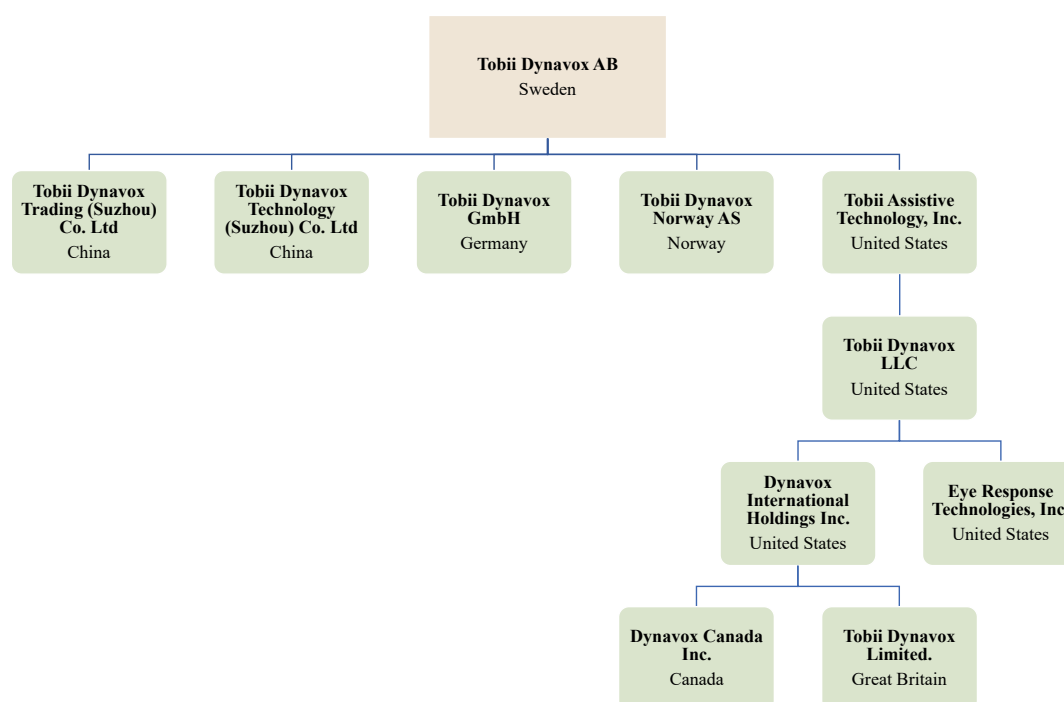 Tobii Dynavox AB
Sweden
Tobii Dynavox
Trading (Suzhou)
Co. Ltd
China
Tobii Dynavox
Technology
(Suzhou) Co. Ltd
China
Tobii Dynavox
GmbH
Germany
Tobii Dynavox
Norway AS
Norway
Tobii Assistive
Technology, Inc.
United States
Tobii Dynavox
LLC
United States
Dynavox
International
Holdings Inc.
United States
Eye Response
Technologies, Inc
United States
Dynavox Canada
Inc.
Canada
Tobii Dynavox
Limited.
Great Britain